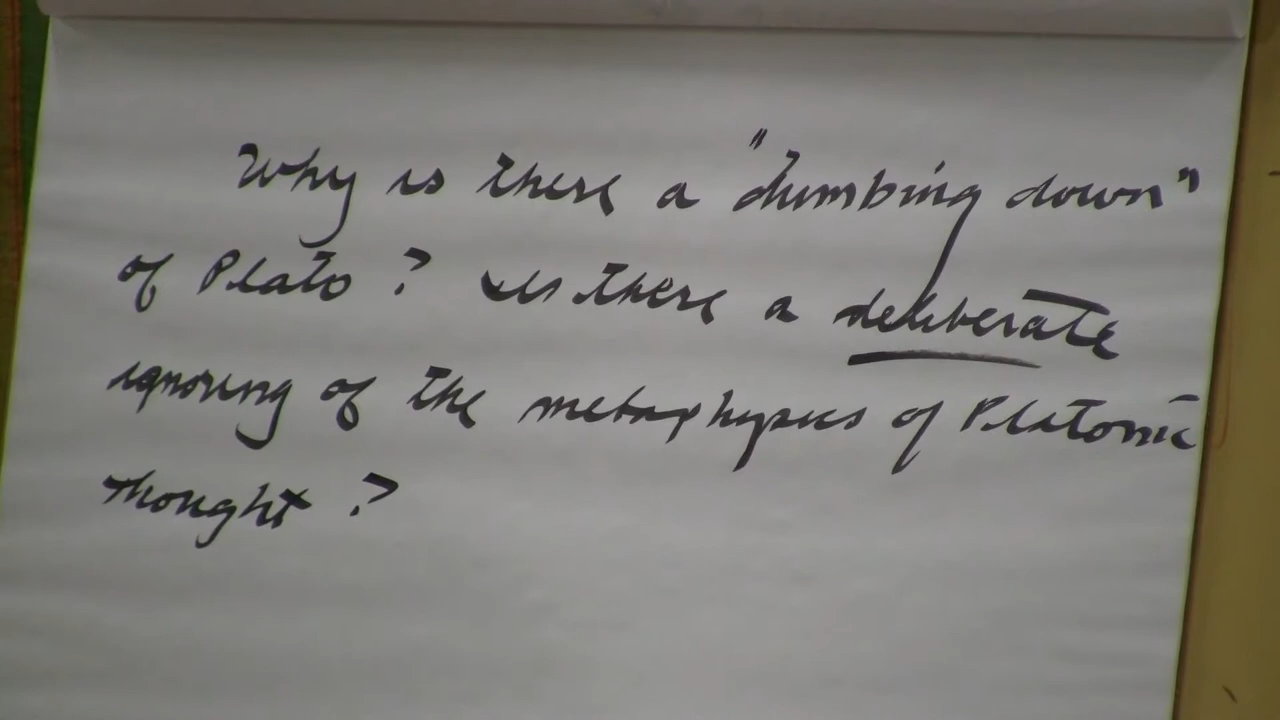 Why is there a "dumbing down"
of Plato? Is there a deliberate
ignoring of the metaphysics of Platonic
thought?